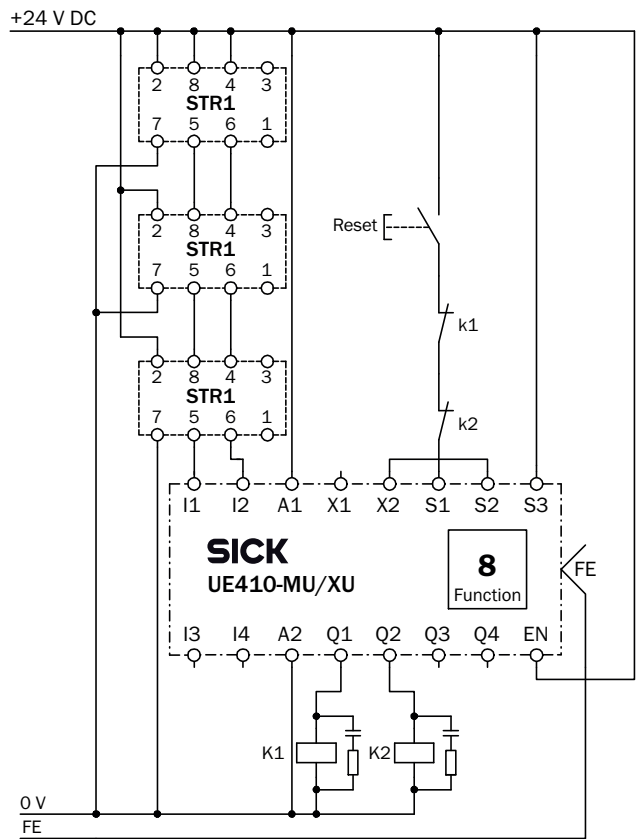 +24 V DC
2 8 4 3
STR1
7 5 6 1
2 8 4 3
STR1
7 5 6 1
Reset
k1
2 8 4 3
STR1
7 5 6 1
k2
I1 I2 A1 X1 X2 S1 S2 S3
SICK
UE410-MU/XU
8
Function
FE
I3 I4 A2 Q1 Q2 Q3 Q4 EN
K1 K2
0 V
FE